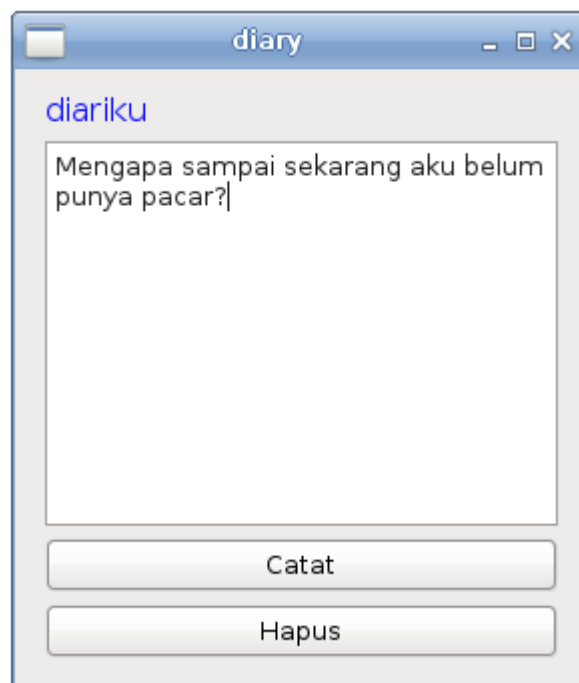 diary
diariku
Mengapa sampai sekarang aku belum
punya pacar?
Catat
Hapus